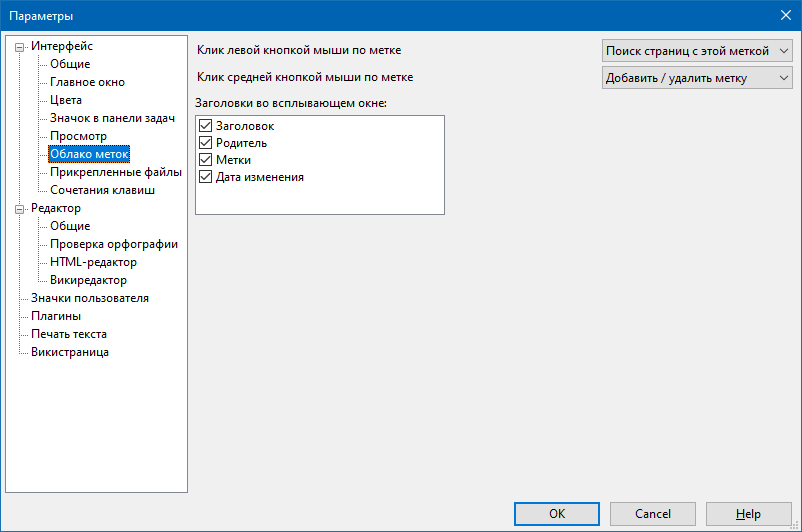 Параметры
Интерфейс
Общие
Главное окно
Цвета
Значок в панели задач
Просмотр
Облако меток
Прикрепленные файлы
Сочетания клавиш
Редактор
Общие
Проверка орфографии
HTML-редактор
Викиредактор
Значки пользователя
Плагины
Печать текста
Викистраница
Клик левой кнопкой мыши по метке
Поиск страниц с этой меткой
Клик средней кнопкой мыши по метке
Добавить / удалить метку
Заголовки во всплывающем окне:
Заголовок
Родитель
Метки
Дата изменения
OK
Cancel
Help